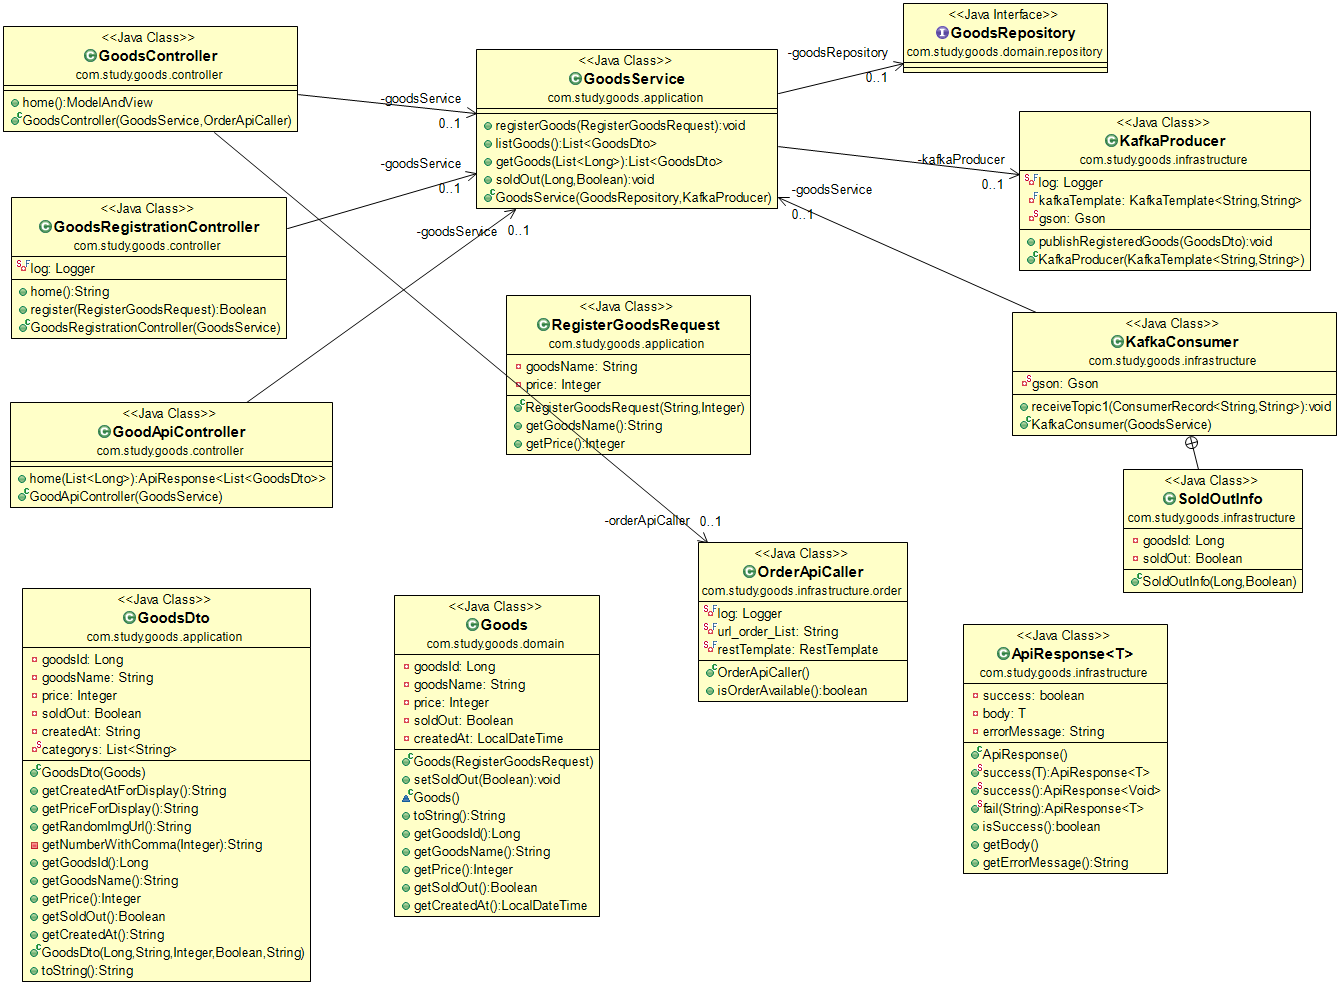 <<Java Class>>
GoodsController
com.study.goods.controller
home():ModelAndView
GoodsController(GoodsService,OrderApiCaller)
-goodsService
0..1
<<Java Class>>
GoodsService
com.study.goods.application
registerGoods(RegisterGoodsRequest):void
listGoods():List<GoodsDto>
getGoods(List<Long>):List<GoodsDto>
soldOut(Long,Boolean):void
GoodsService(GoodsRepository,KafkaProducer)
-goodsRepository
0..1
<<Java Interface>>
GoodsRepository
com.study.goods.domain.repository
-kafkaProducer
0..1
<<Java Class>>
KafkaProducer
com.study.goods.infrastructure
log: Logger
kafkaTemplate: KafkaTemplate<String,String>
gson: Gson
publishRegisteredGoods(GoodsDto):void
KafkaProducer(KafkaTemplate<String,String>)
-goodsService
0..1
<<Java Class>>
GoodsRegistrationController
com.study.goods.controller
log: Logger
home():String
register(RegisterGoodsRequest):Boolean
GoodsRegistrationController(GoodsService)
-goodsService
0..1
-goodsService
0..1
<<Java Class>>
RegisterGoodsRequest
com.study.goods.application
goodsName: String
price: Integer
RegisterGoodsRequest(String,Integer)
getGoodsName():String
getPrice():Integer
<<Java Class>>
KafkaConsumer
com.study.goods.infrastructure
gson: Gson
receiveTopic1(ConsumerRecord<String,String>):void
KafkaConsumer(GoodsService)
<<Java Class>>
GoodApiController
com.study.goods.controller
home(List<Long>):ApiResponse<List<GoodsDto>>
GoodApiController(GoodsService)
<<Java Class>>
SoldOutInfo
com.study.goods.infrastructure
goodsId: Long
soldOut: Boolean
SoldOutInfo(Long,Boolean)
-orderApiCaller
0..1
<<Java Class>>
OrderApiCaller
com.study.goods.infrastructure.order
log: Logger
url_order_List: String
restTemplate: RestTemplate
OrderApiCaller()
isOrderAvailable():boolean
<<Java Class>>
GoodsDto
com.study.goods.application
goodsId: Long
goodsName: String
price: Integer
soldOut: Boolean
createdAt: String
categorys: List<String>
GoodsDto(Goods)
getCreatedAtForDisplay():String
getPriceForDisplay():String
getRandomImgUrl():String
getNumberWithComma(Integer):String
getGoodsId():Long
getGoodsName():String
getPrice():Integer
getSoldOut():Boolean
getCreatedAt():String
GoodsDto(Long,String,Integer,Boolean,String)
toString():String
<<Java Class>>
Goods
com.study.goods.domain
goodsId: Long
goodsName: String
price: Integer
soldOut: Boolean
createdAt: LocalDateTime
Goods(RegisterGoodsRequest)
setSoldOut(Boolean):void
Goods()
toString():String
getGoodsId():Long
getGoodsName():String
getPrice():Integer
getSoldOut():Boolean
getCreatedAt():LocalDateTime
<<Java Class>>
ApiResponse<T>
com.study.goods.infrastructure
success: boolean
body: T
errorMessage: String
ApiResponse()
success(T):ApiResponse<T>
success():ApiResponse<Void>
fail(String):ApiResponse<T>
isSuccess():boolean
getBody()
getErrorMessage():String